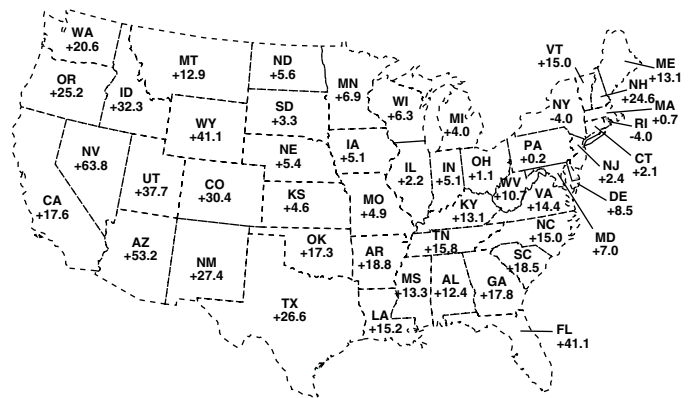 WA
+20.6
OR
+25.2
ID
+32.3
MT
+12.9
ND
+5.6
SD
+3.3
WY
+41.1
NE
+5.4
NV
+63.8
UT
+37.7
CO
+30.4
KS
+4.6
CA
+17.6
AZ
+53.2
NM
+27.4
OK
+17.3
TX
+26.6
MN
+6.9
IA
+5.1
MO
+4.9
AR
+18.8
LA
+15.2
WI
+6.3
IL
+2.2
MI
+4.0
IN
+5.1
OH
+1.1
KY
+13.1
TN
+15.8
MS
+13.3
AL
+12.4
GA
+17.8
FL
+41.1
SC
+18.5
NC
+15.0
VA
+14.4
WV
+10.7
PA
+0.2
NY
-4.0
VT
+15.0
ME
+13.1
NH
+24.6
MA
+0.7
RI
-4.0
CT
+2.1
NJ
+2.4
DE
+8.5
MD
+7.0